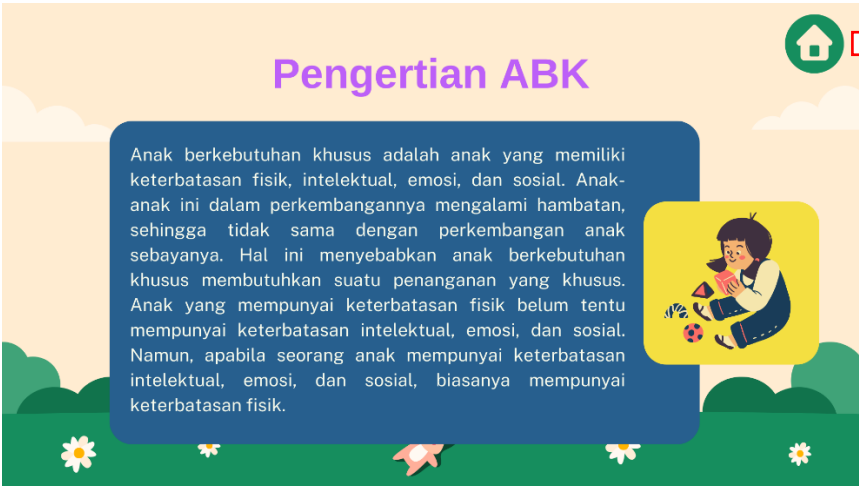 Pengertian ABK
Anak berkebutuhan khusus adalah anak yang memiliki
keterbatasan fisik, intelektual, emosi, dan sosial. Anak-
anak ini dalam perkembangannya mengalami hambatan,
sehingga tidak sama dengan perkembangan anak
sebayanya. Hal ini menyebabkan anak berkebutuhan
khusus membutuhkan suatu penanganan yang khusus.
Anak yang mempunyai keterbatasan fisik belum tentu
mempunyai keterbatasan intelektual, emosi, dan sosial.
Namun, apabila seorang anak mempunyai keterbatasan
intelektual, emosi, dan sosial, biasanya mempunyai
keterbatasan fisik.